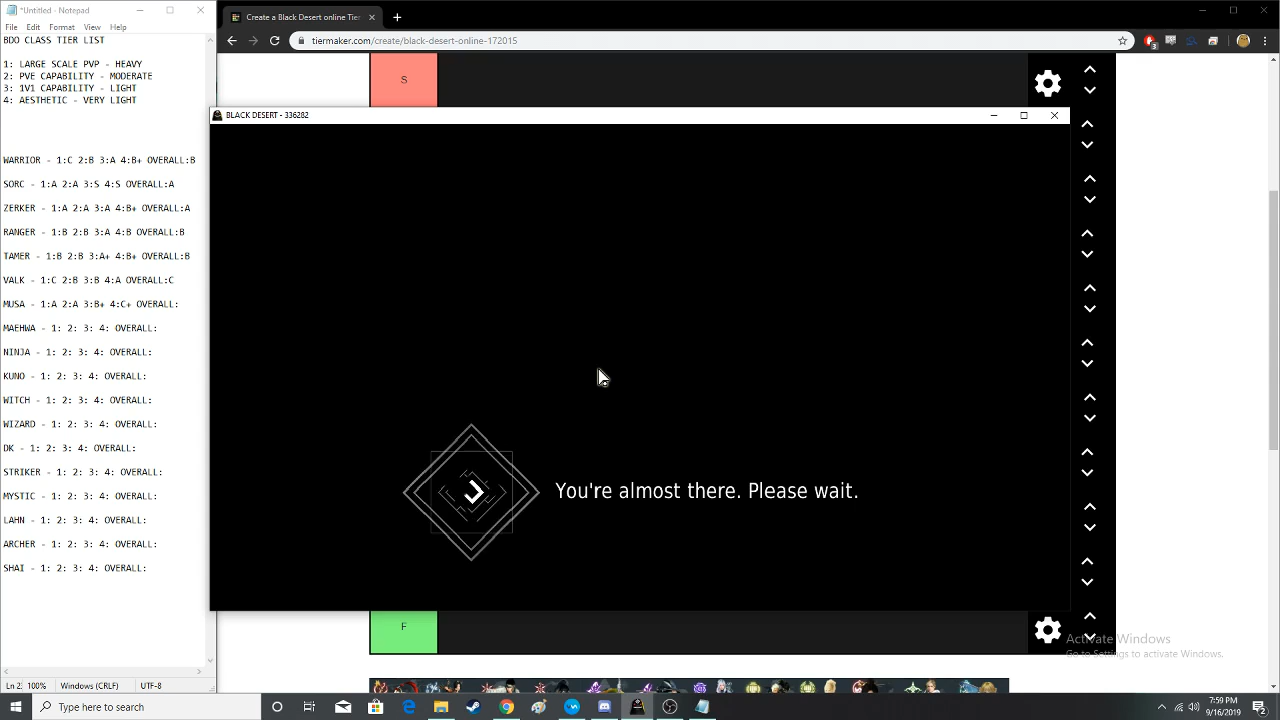 *Untitled - Notepad
File Edit Format View Help
BDO CLASS TIER LIST
1: LARGE SCALE PVP - HEAVY
2: PVE CAPABILITY - MODERATE
3: 1V1 CAPABILITY - LIGHT
4: AESTHETIC - VERY LIGHT
WARRIOR - 1:C 2:B 3:A 4:B+ OVERALL:B
SORC - 1:A 2:A 3:S 4:S OVERALL:A
ZERKER - 1:A 2:A 3:A 4:B+ OVERALL:A
RANGER - 1:B 2:B 3:A 4:B OVERALL:B
TAMER - 1:B 2:B 3:A+ 4:B+ OVERALL:B
VALK - 1:C 2:B 3:B 4:A OVERALL:C
MUSA - 1:A 2:A 3:B+ 4:C+ OVERALL:
MAEHWA - 1: 2: 3: 4: OVERALL:
NINJA - 1: 2: 3: 4: OVERALL:
KUNO - 1: 2: 3: 4: OVERALL:
WITCH - 1: 2: 3: 4: OVERALL:
WIZARD - 1: 2: 3: 4: OVERALL:
DK - 1: 2: 3: 4: OVERALL:
STRIKER - 1: 2: 3: 4: OVERALL:
MYSTIC - 1: 2: 3: 4: OVERALL:
LAHN - 1: 2: 3: 4: OVERALL:
ARCHER - 1: 2: 3: 4: OVERALL:
SHAI - 1: 2: 3: 4: OVERALL:
Ln 2, 100% Windows (CRLF) UTF-8
Create a Black Desert online Tier
tiermaker.com/create/black-desert-online-172015
3
S
BLACK DESERT - 336282
You're almost there. Please wait.
F
Activate Windows
Go to Settings to activate Windows.
Type here to search
7:59 PM
9/16/2019
2